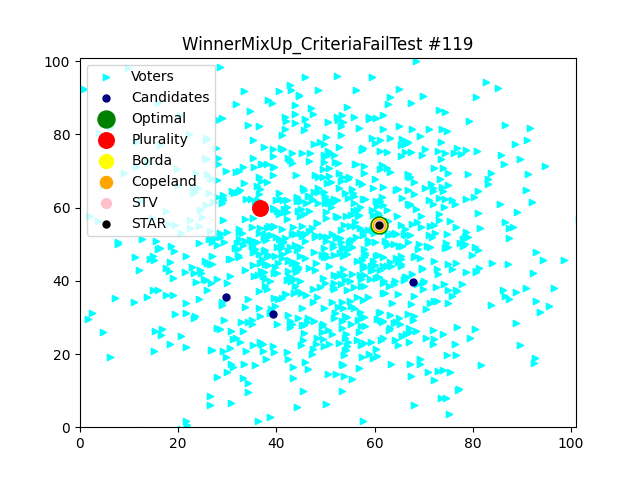 WinnerMixUp_CriteriaFailTest #119
100
80
60
40
20
0
Voters
Candidates
Optimal
Plurality
Borda
Copeland
STV
STAR
0 20 40 60 80 100